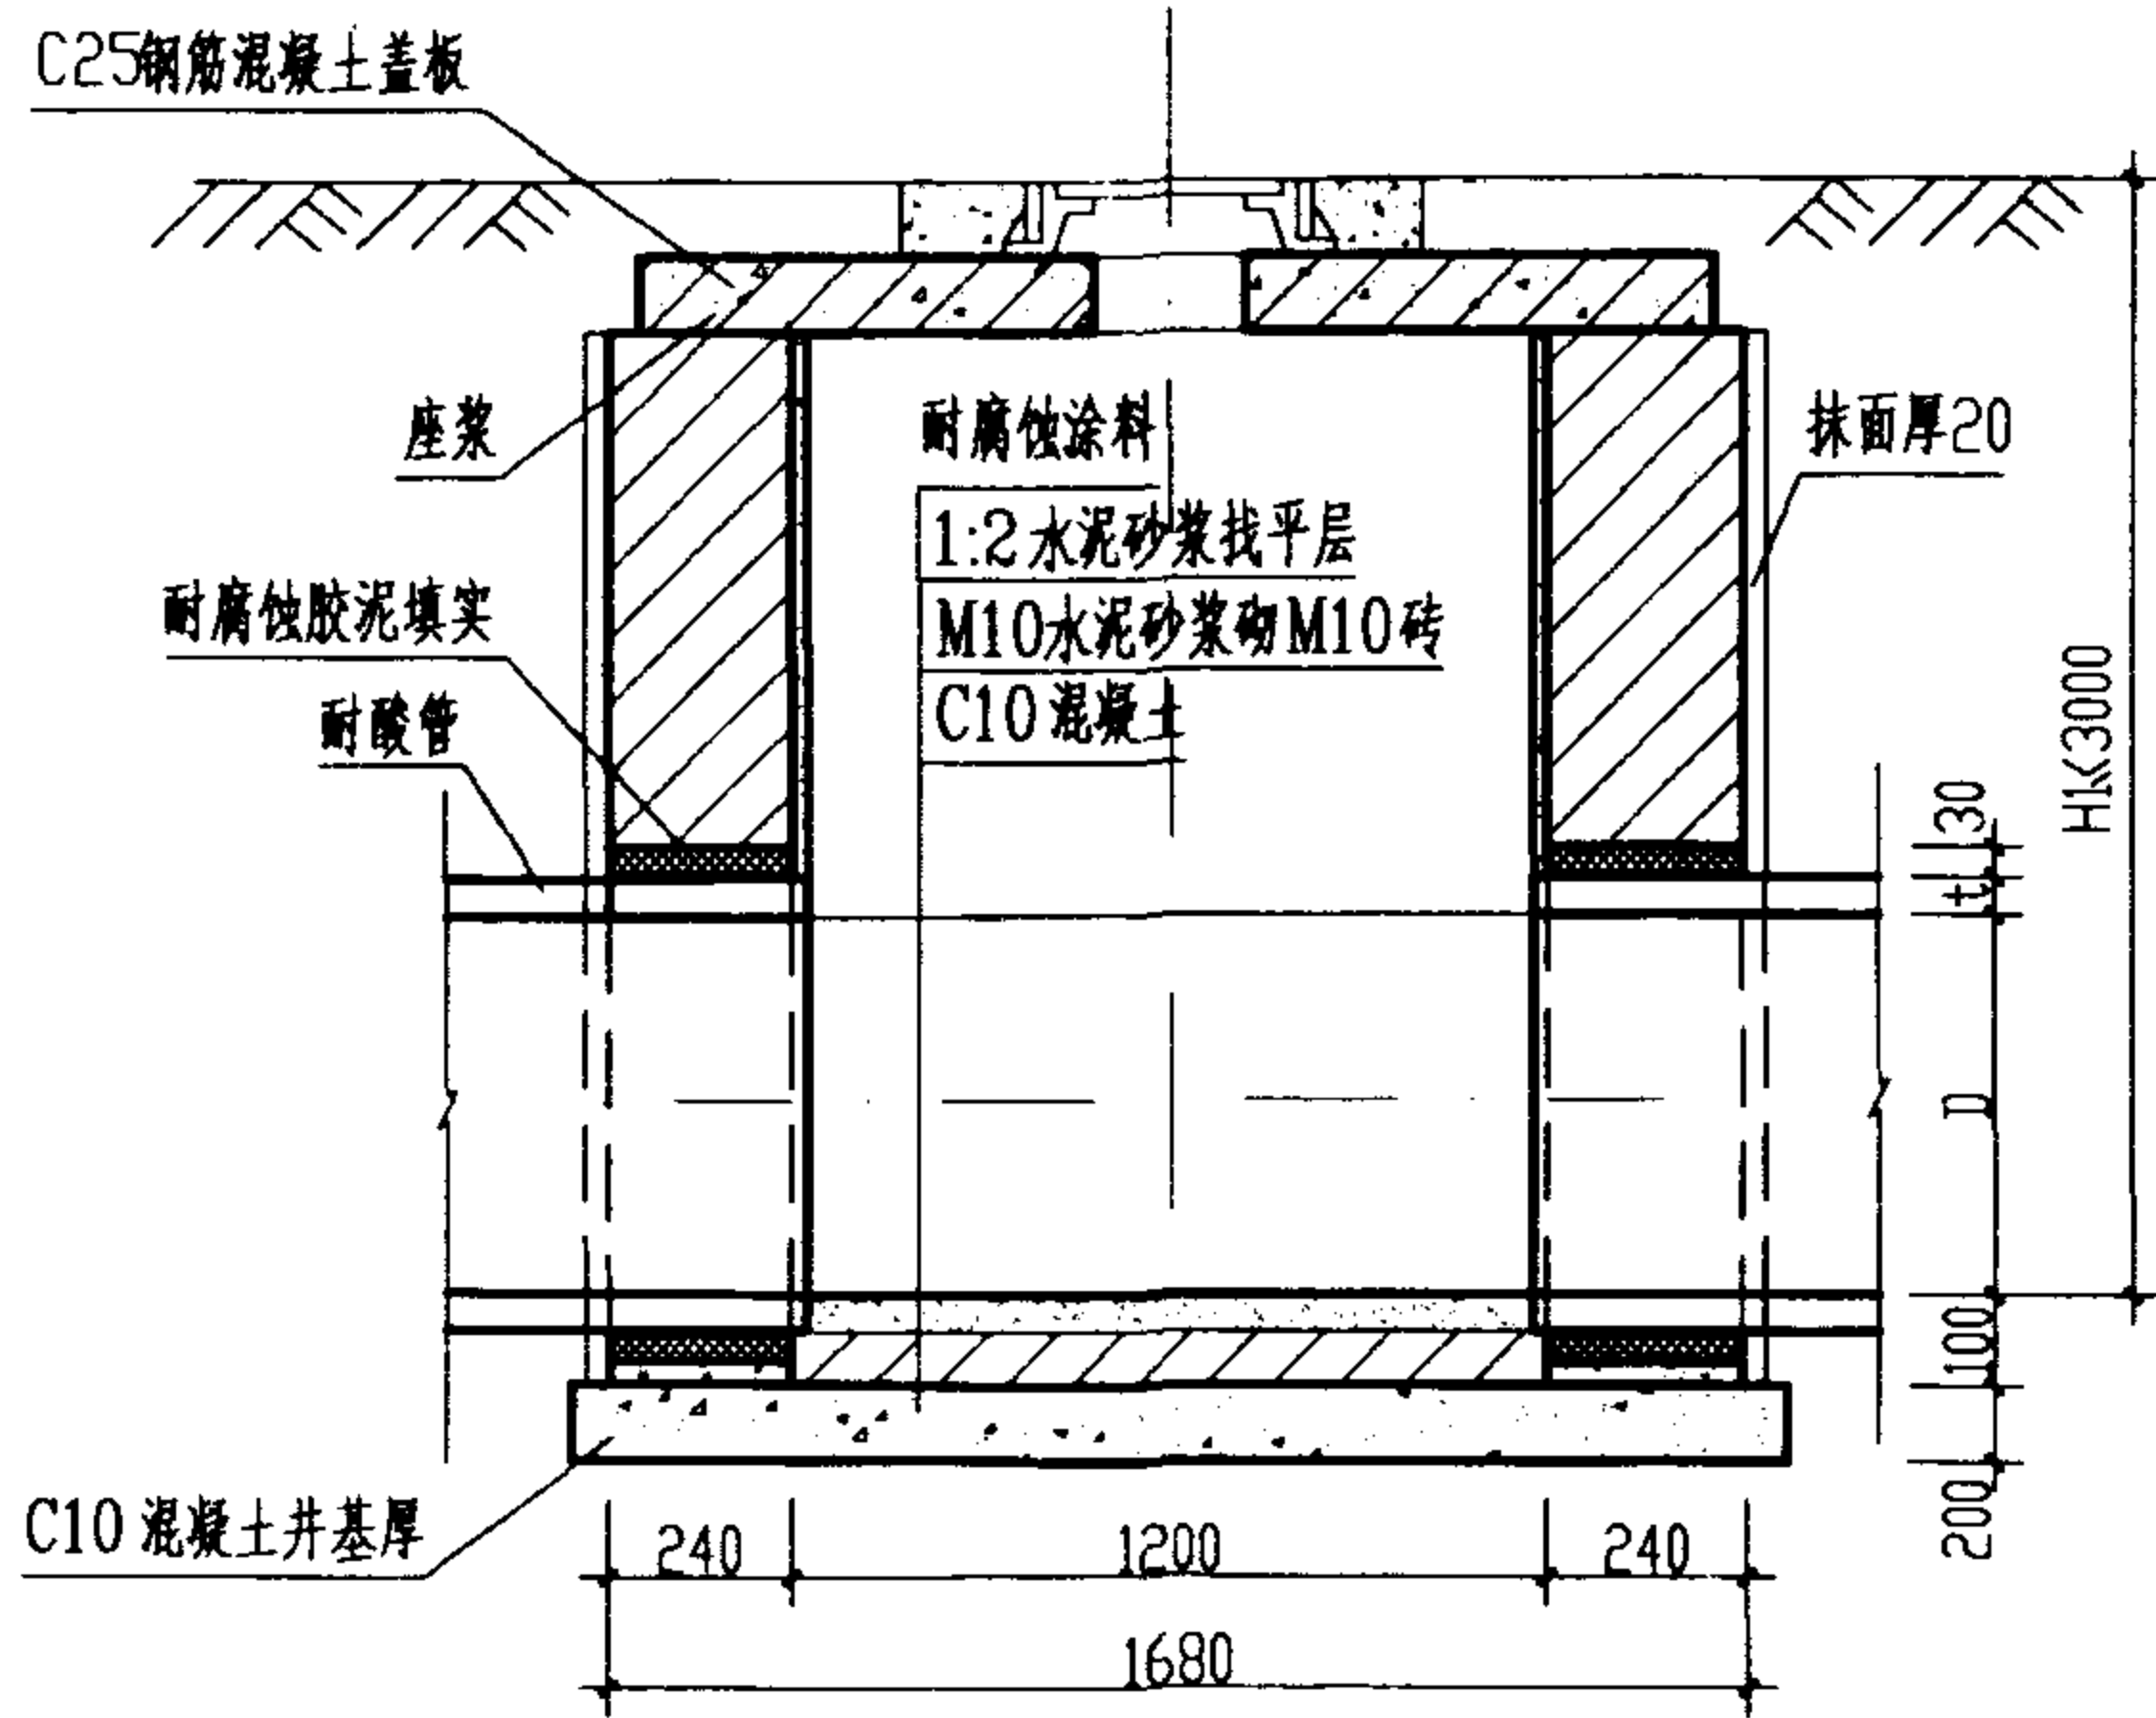 C25钢筋混凝土盖板
座浆
耐腐蚀涂料
抹面厚20
1:2水泥砂浆找平层
耐腐蚀胶泥填实
M10水泥砂浆砌M10砖
耐酸管
C10混凝土
H1≤3000
30
t
D
100
200
C10混凝土井基厚
240
1200
240
1680